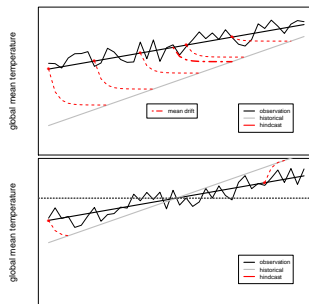 global mean temperature
mean drift
observation
historical
hindcast
global mean temperature
observation
historical
hindcast